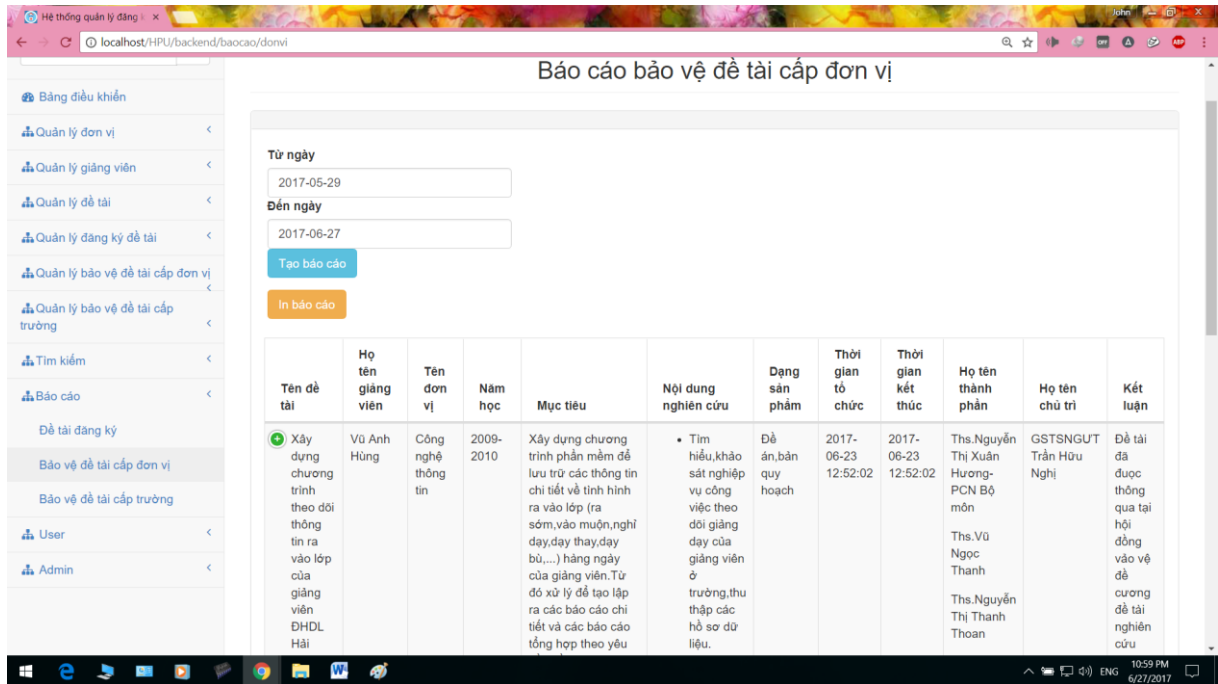 Hệ thống quản lý đăng k
John
localhost/HPU/backend/baocao/donvi
Báo cáo bảo vệ đề tài cấp đơn vị
Bảng điều khiển
Quản lý đơn vị
Quản lý giảng viên
Quản lý đề tài
Quản lý đăng ký đề tài
Quản lý bảo vệ đề tài cấp đơn vị
Quản lý bảo vệ đề tài cấp
trường
Tìm kiếm
Báo cáo
Đề tài đăng ký
Bảo vệ đề tài cấp đơn vị
Bảo vệ đề tài cấp trường
User
Admin
Từ ngày
2017-05-29
Đến ngày
2017-06-27
Tạo báo cáo
In báo cáo
Tên đề
tài
Họ
tên
giảng
viên
Tên
đơn
vị
Năm
học
Mục tiêu
Nội dung
nghiên cứu
Dạng
sản
phẩm
Thời
gian
tổ
chức
Thời
gian
kết
thúc
Họ tên
thành
phần
Họ tên
chủ trì
Kết
luận
Xây
dựng
chương
trình
theo dõi
thông
tin ra
vào lớp
của
giảng
viên
ĐHDL
Hải
Vũ Anh
Hùng
Công
nghệ
thông
tin
2009-
2010
Xây dựng chương
trình phần mềm để
lưu trữ các thông tin
chi tiết về tình hình
ra vào lớp (ra
sớm,vào muộn,nghỉ
dạy,dạy thay,dạy
bù,...) hàng ngày
của giảng viên.Từ
đó xử lý để tạo lập
ra các báo cáo chi
tiết và các báo cáo
tổng hợp theo yêu
• Tìm
hiểu,khảo
sát nghiệp
vụ công
việc theo
dõi giảng
dạy của
giảng viên
ở
trường,thu
thập các
hồ sơ dữ
liệu.
Đề
án,bản
quy
hoạch
2017-
06-23
12:52:02
2017-
06-23
12:52:02
Ths.Nguyễn
Thị Xuân
Hương-
PCN Bộ
môn
Ths.Vũ
Ngọc
Thanh
Ths.Nguyễn
Thị Thanh
Thoan
GSTSNGƯT
Trần Hữu
Nghị
Đề tài
đã
được
thông
qua tại
hội
đồng
vảo vệ
đề
cương
đề tài
nghiên
cứu
ENG
10:59 PM
6/27/2017